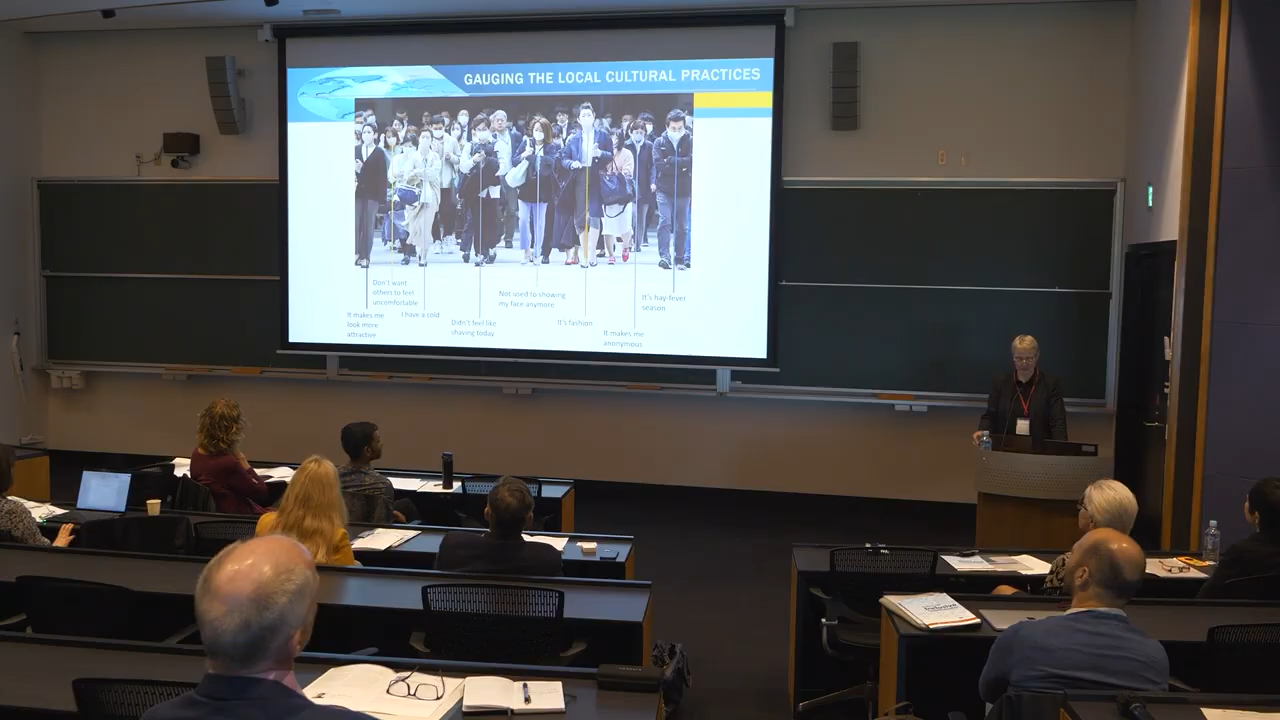 GAUGING THE LOCAL CULTURAL PRACTICES
Don't want
others to feel
uncomfortable
It makes me
look more
attractive
I have a cold
Didn't feel like
shaving today
Not used to showing
my face anymore
It's fashion
It makes me
anonymous
It's hay-fever
season
Inclusive